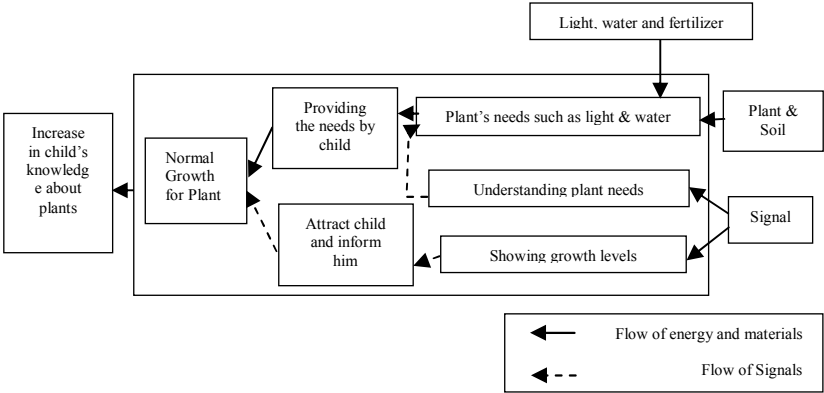 Light, water and fertilizer
Providing
the needs by
child
Plant's needs such as light & water
Plant &
Soil
Increase
in child's
knowledg
e about
plants
Normal
Growth
for Plant
Understanding plant needs
Attract child
and inform
him
Showing growth levels
Signal
Flow of energy and materials
Flow of Signals